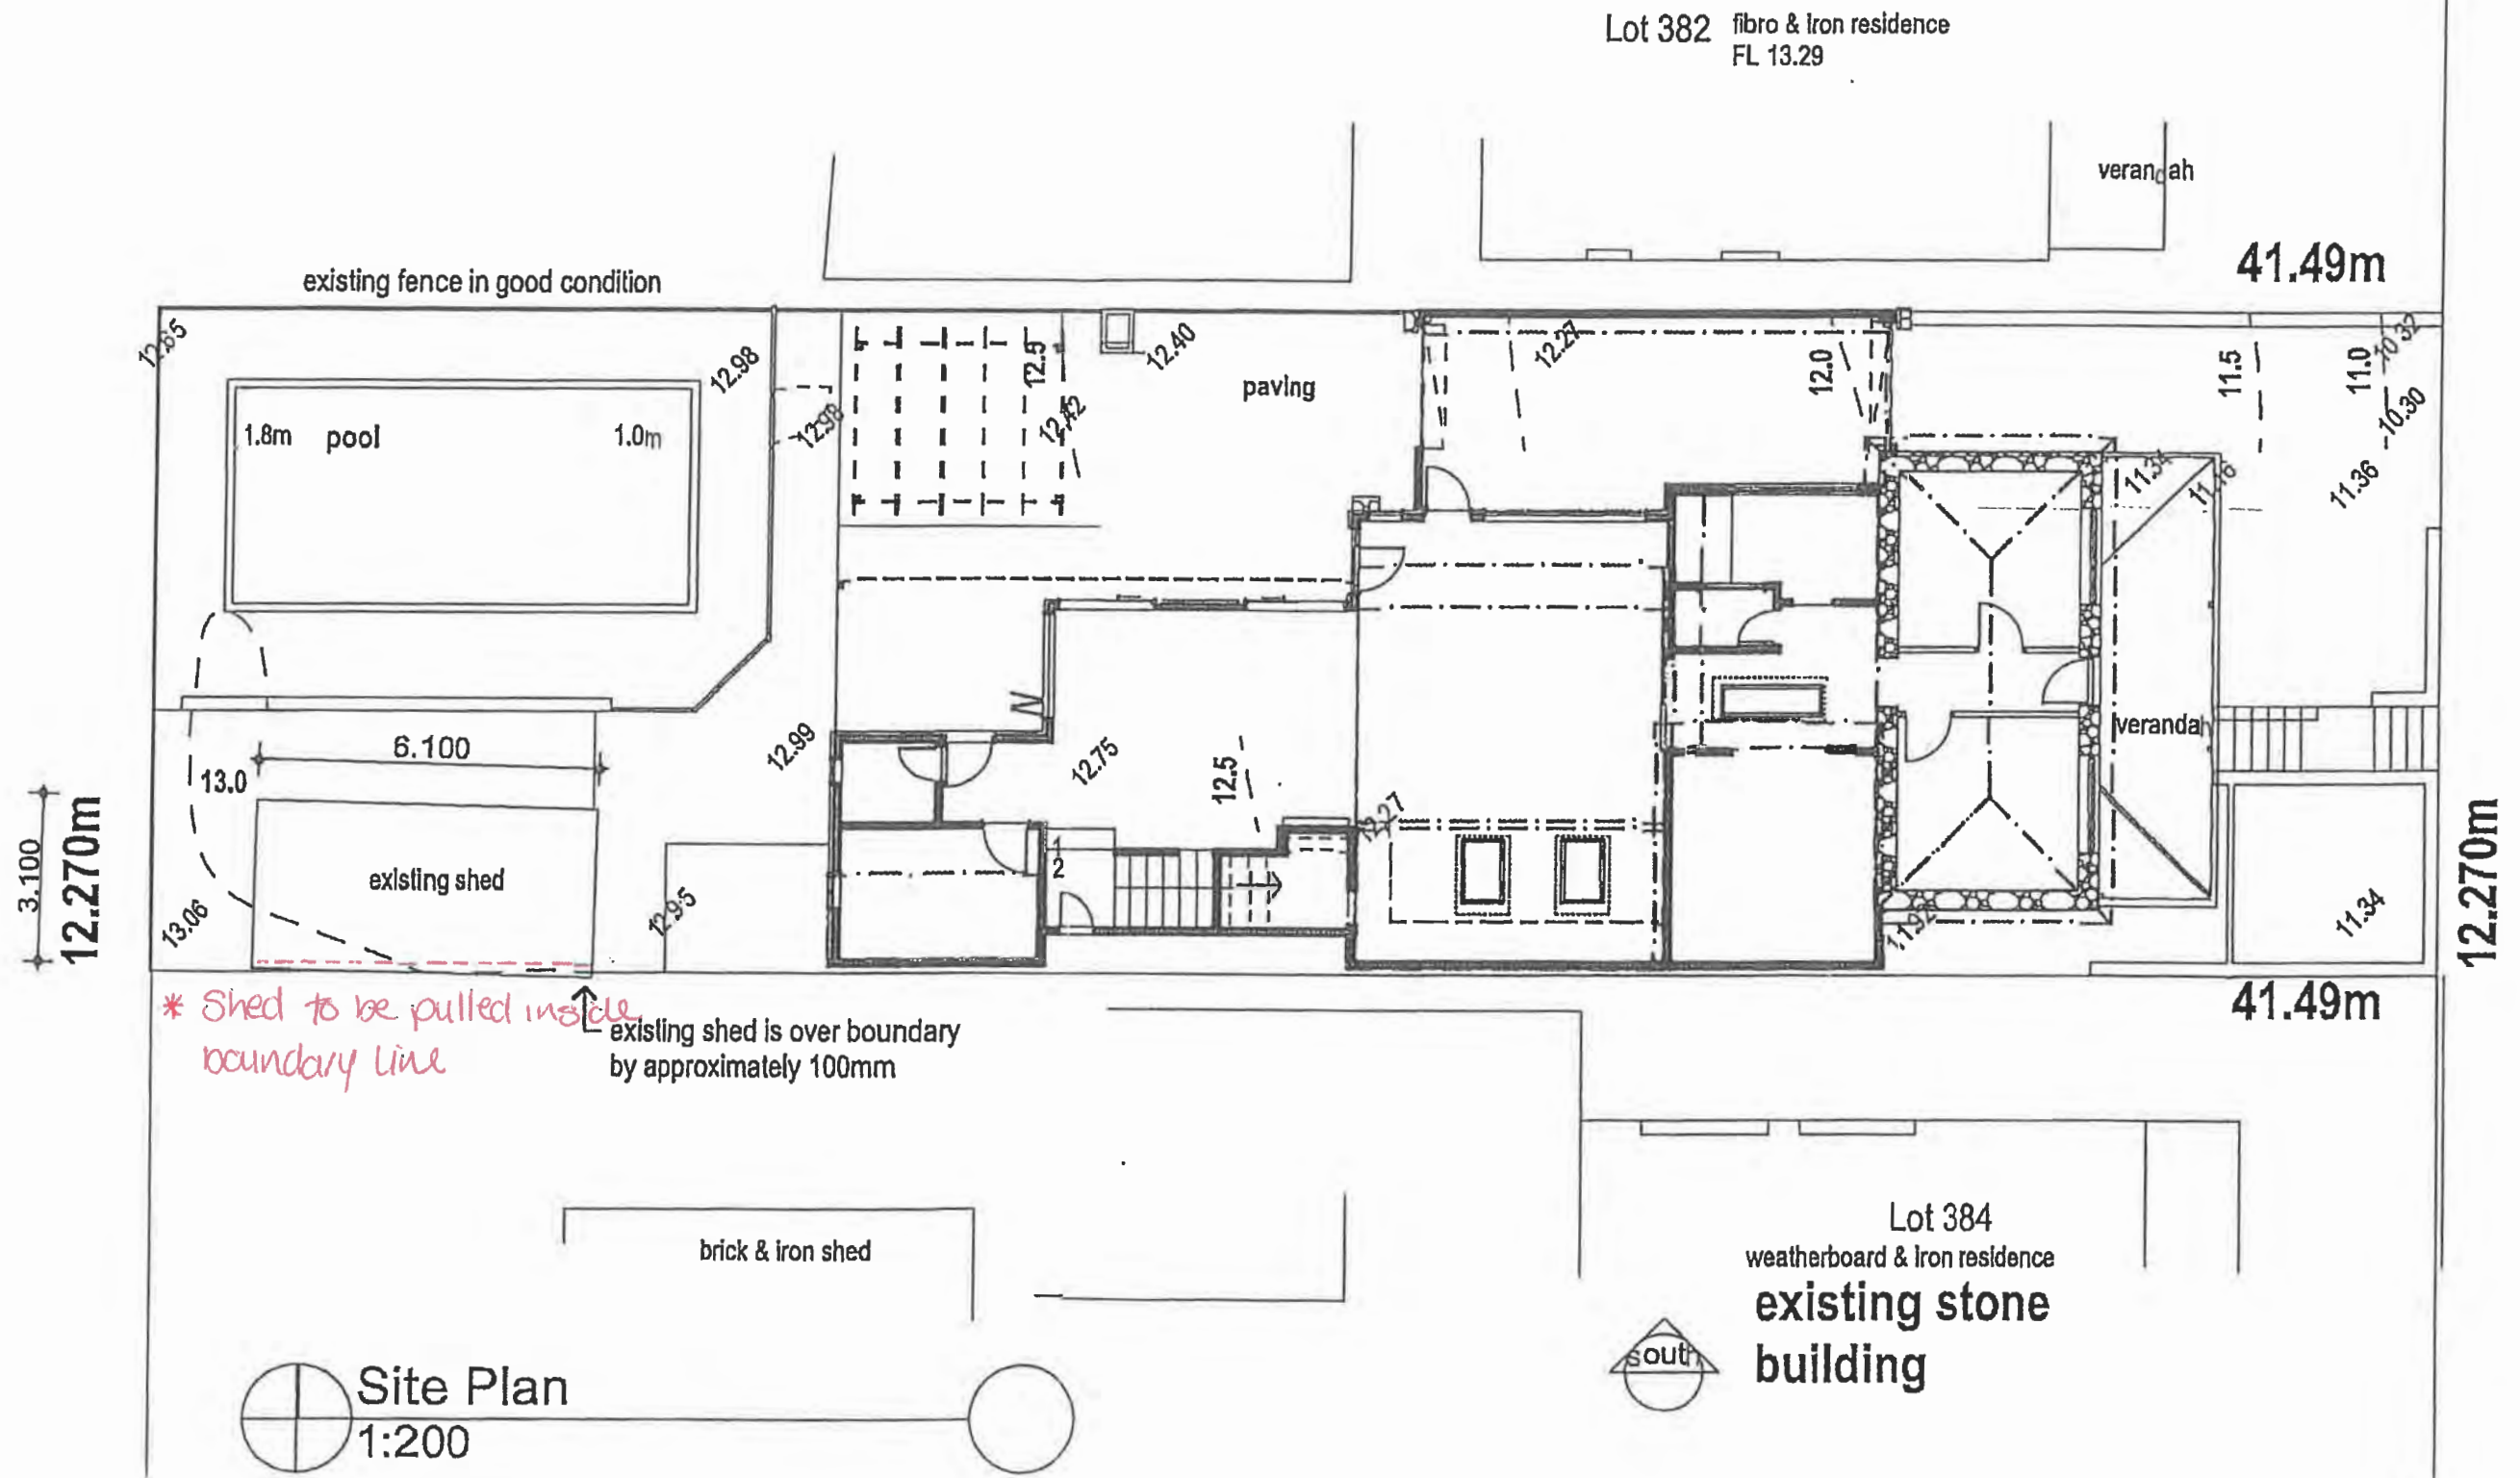 Lot 382 fibro & iron residence
FL 13.29
verandah
41.49m
existing fence in good condition
12.65
12.98
12.98
12.5
12.42
12.40
paving
12.27
12.0
11.5
11.0
10.32
10.30
11.36
11.34
11.16
1.8m pool 1.0m
6.100
13.0
12.99
12.75
12.5
12.27
veranda
3.100
12.270m
existing shed
13.06
12.95
1
2
11.92
11.34
12.270m
41.49m
* Shed to be pulled inside
boundary line
existing shed is over boundary
by approximately 100mm
brick & iron shed
Lot 384
weatherboard & iron residence
existing stone
building
south
Site Plan
1:200